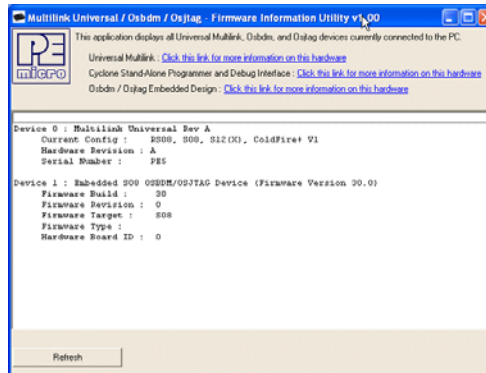 Multilink Universal / Osbdm / Osjtag - Firmware Information Utility v1.00
PE
micro
This application displays all Universal Multilink, Osbdm, and Osjtag devices currently connected to the PC.
Universal Multilink : Click this link for more information on this hardware
Cyclone Stand-Alone Programmer and Debug Interface : Click this link for more information on this hardware
Osbdm / Osjtag Embedded Design : Click this link for more information on this hardware
Device 0 : Multilink Universal Rev A
Current Config : RS08, S08, S12(X), ColdFire+ V1
Hardware Revision : A
Serial Number : PE5
Device 1 : Embedded S08 OSBDM/OSJTAG Device (Firmware Version 30.0)
Firmware Build : 30
Firmware Revision : 0
Firmware Target : S08
Firmware Type :
Hardware Board ID : 0
Refresh